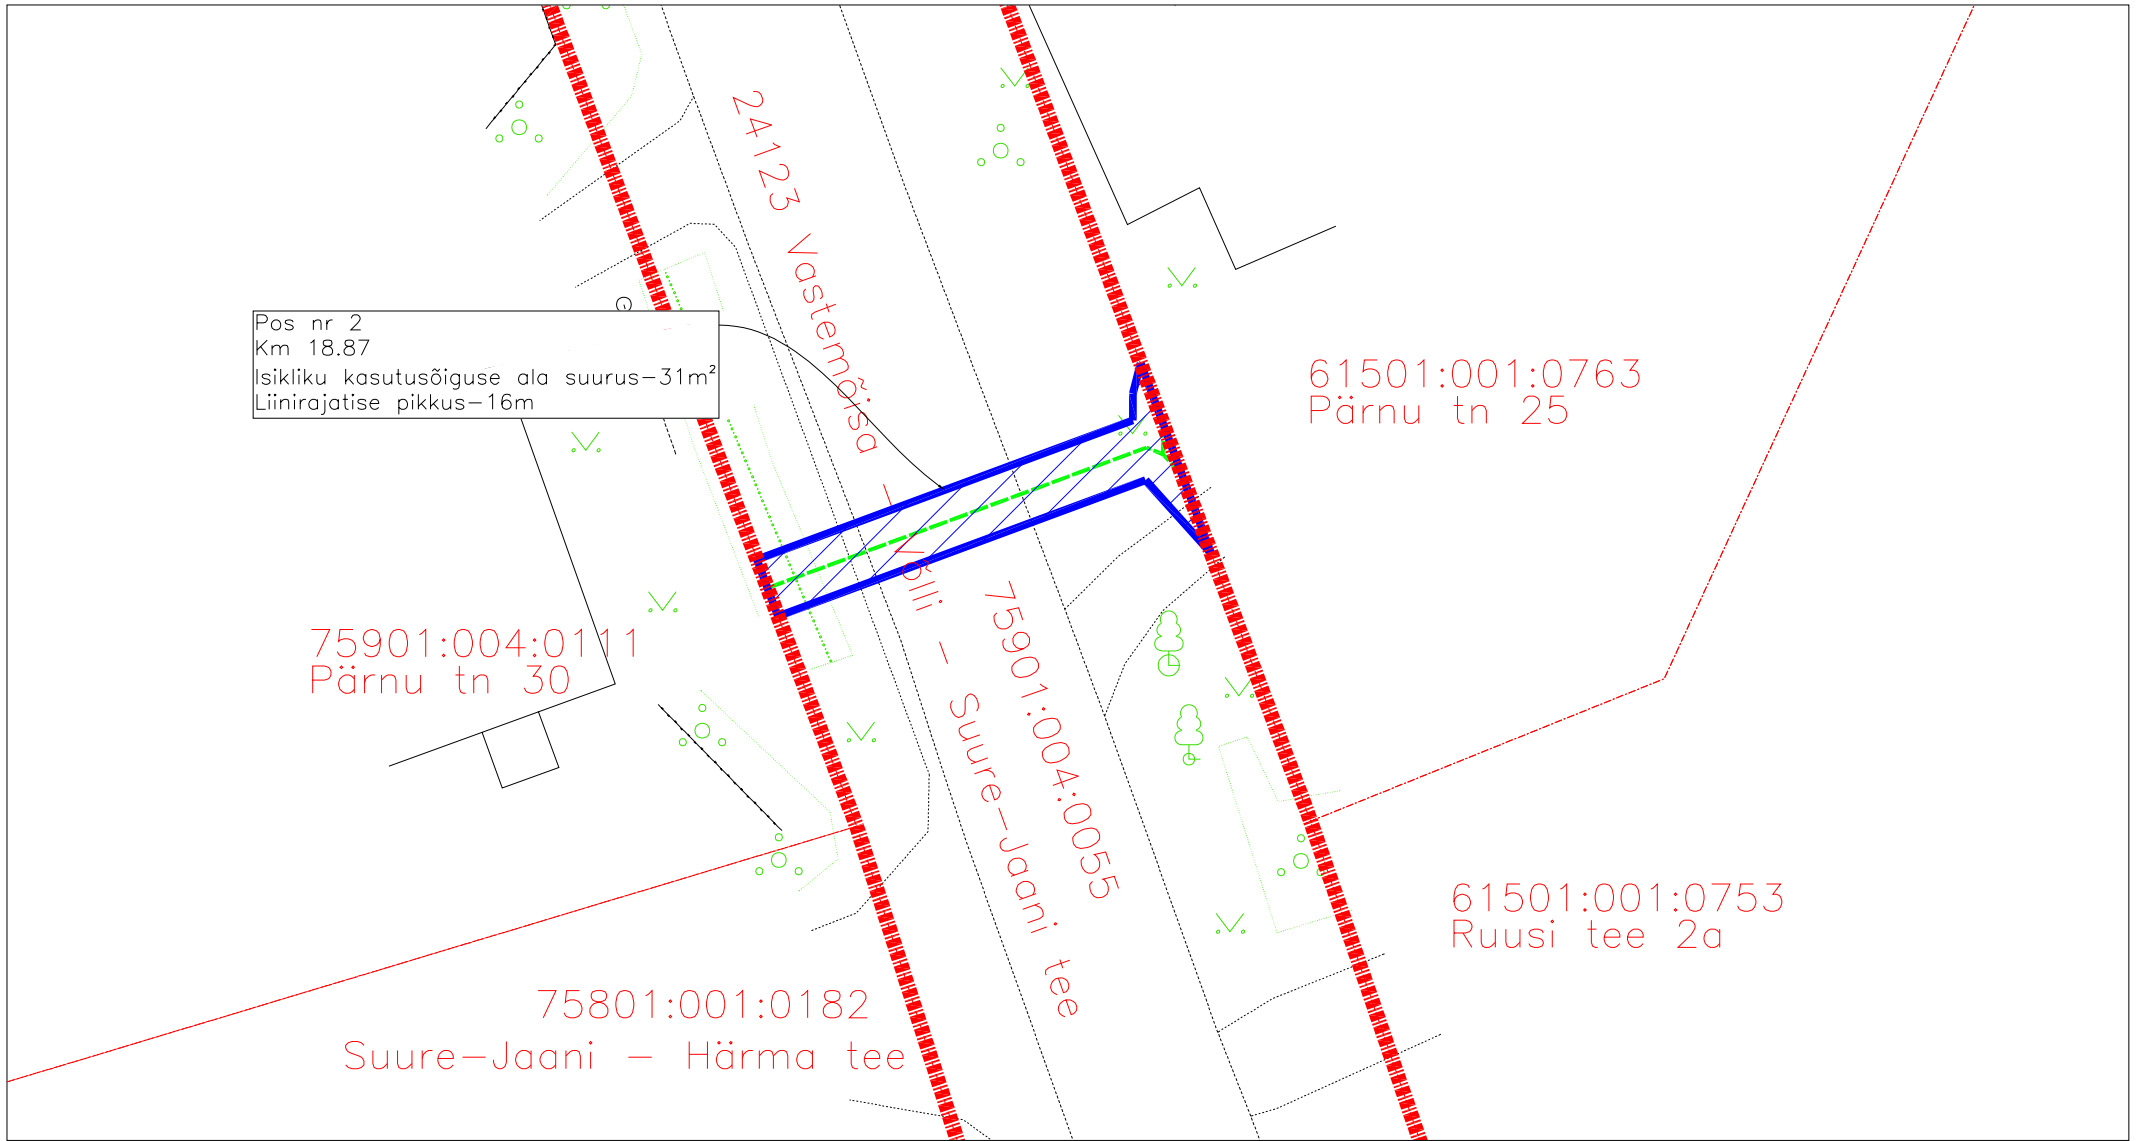 24123 Vastemõisa - Kõlli - Suure-Jaani tee
Pos nr 2
Km 18.87
Isikliku kasutusõiguse ala suurus-31m²
Liinirajatise pikkus-16m
61501:001:0763
Pärnu tn 25
75901:004:0111
Pärnu tn 30
75901:004:0055
61501:001:0753
Ruusi tee 2a
75801:001:0182
Suure-Jaani - Härma tee